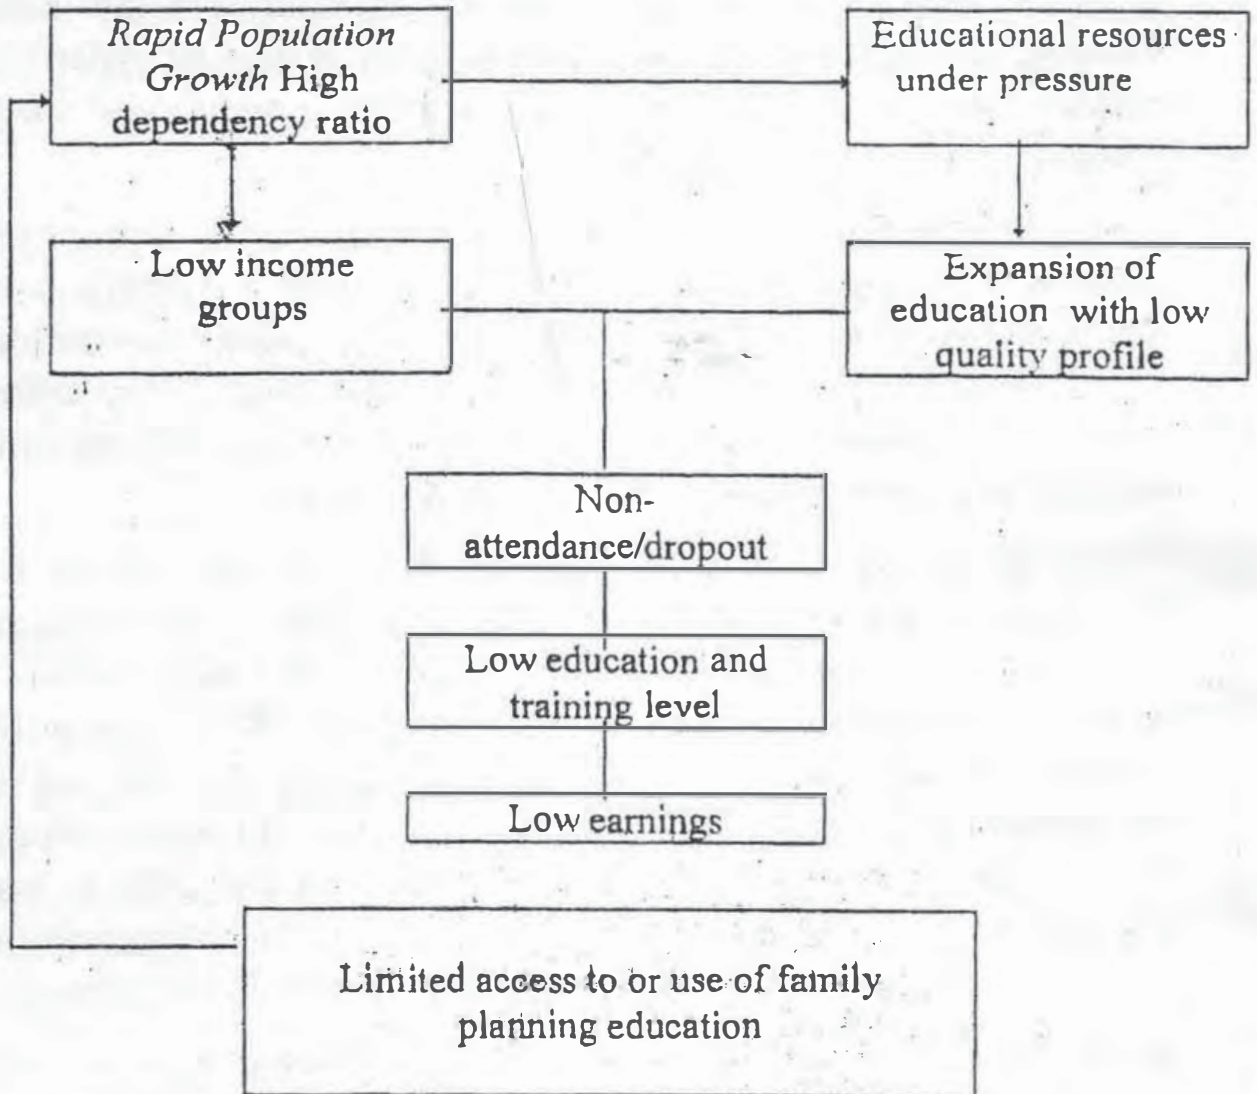 Rapid Population
Growth High
dependency ratio
Educational resources
under pressure
Low income
groups
Expansion of
education with low
quality profile
Non-
attendance/dropout
Low education and
training level
Low earnings
Limited access to or use of family
planning education